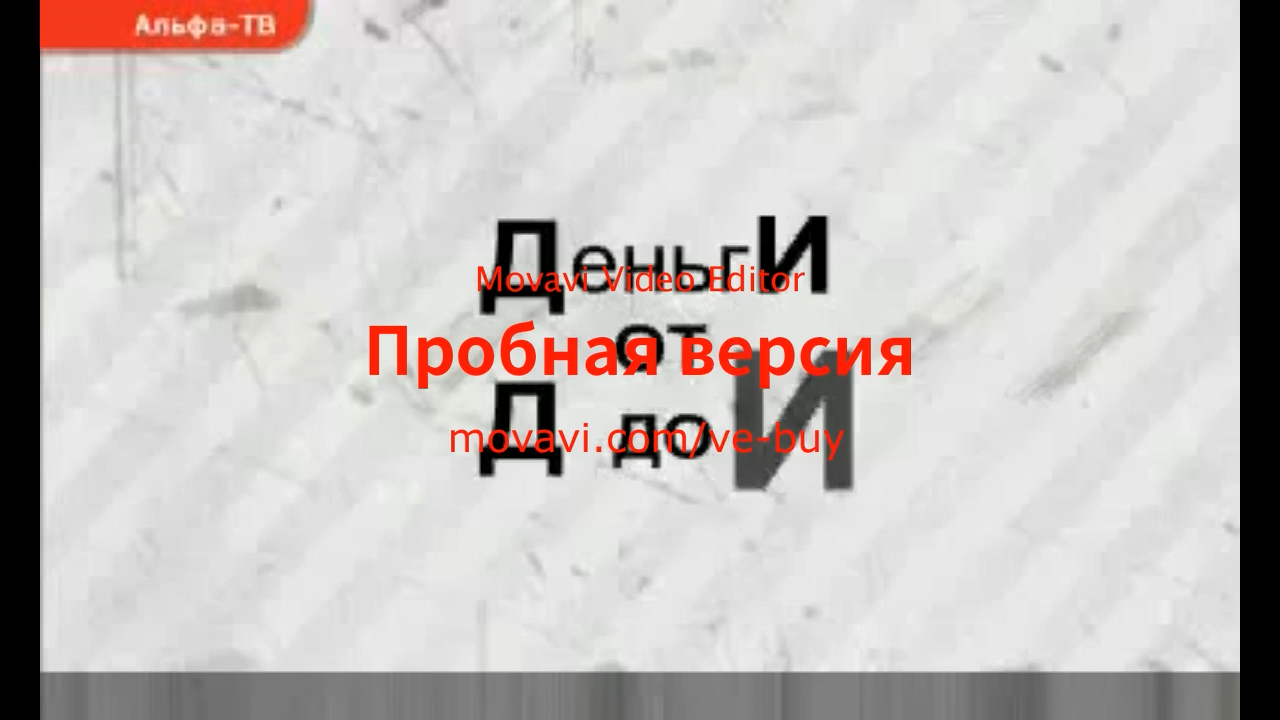 Альфа-ТВ
ДеньгИ
Movavi Video Editor
от
Пробная версия
Д до И
movavi.com/ve-buy